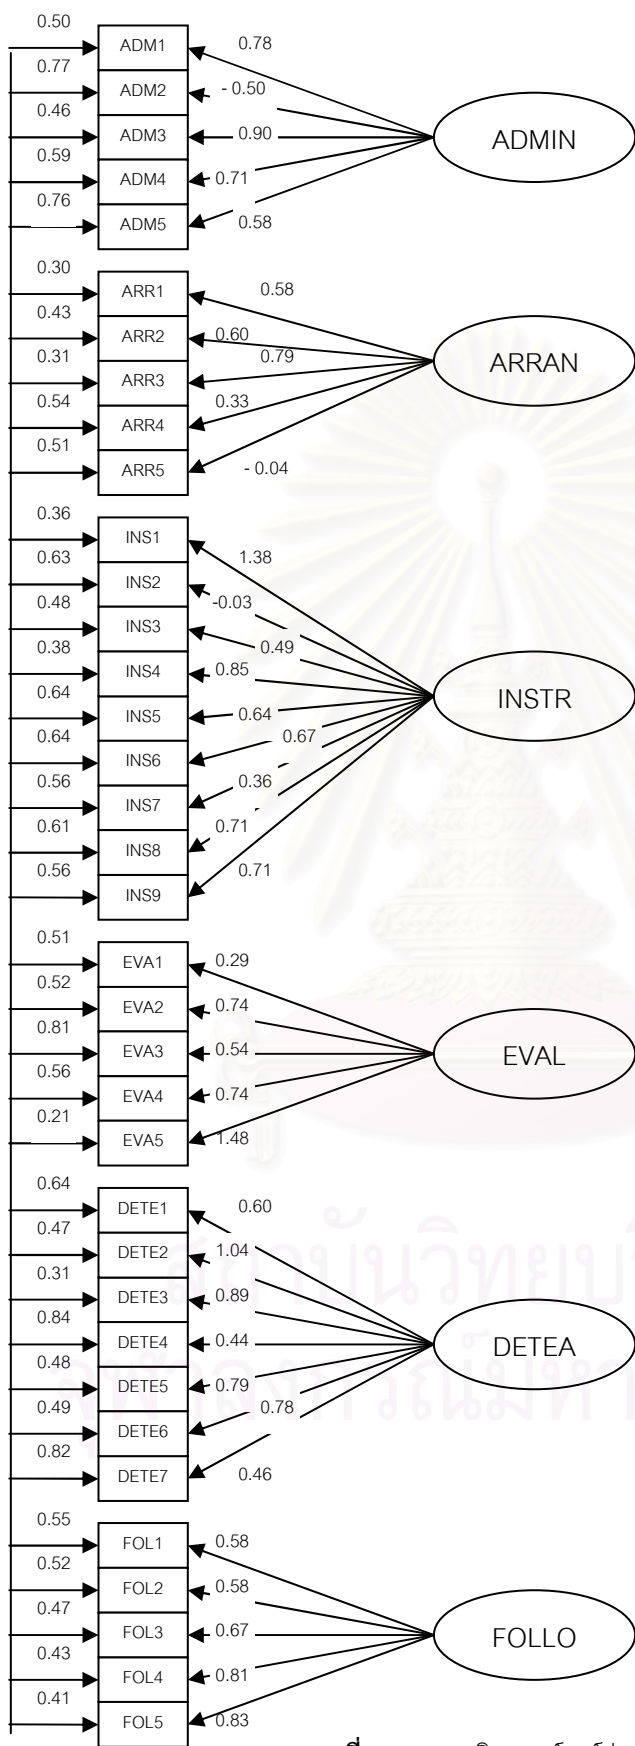 0.50 ADM1 0.78
0.77 ADM2 - 0.50
0.46 ADM3 0.90 ADMIN
0.59 ADM4 0.71
0.76 ADM5 0.58
0.30 ARR1 0.58
0.43 ARR2 0.60
0.31 ARR3 0.79 ARRAN
0.54 ARR4 0.33
0.51 ARR5 - 0.04
0.36 INS1 1.38
0.63 INS2 -0.03
0.48 INS3 0.49
0.38 INS4 0.85 INSTR
0.64 INS5 0.64
0.64 INS6 0.67
0.56 INS7 0.36
0.61 INS8 0.71
0.56 INS9 0.71
0.51 EVA1 0.29
0.52 EVA2 0.74
0.81 EVA3 0.54 EVAL
0.56 EVA4 0.74
0.21 EVA5 1.48
0.64 DETE1 0.60
0.47 DETE2 1.04
0.31 DETE3 0.89
0.84 DETE4 0.44 DETEA
0.48 DETE5 0.79
0.49 DETE6 0.78
0.82 DETE7 0.46
0.55 FOL1 0.58
0.52 FOL2 0.58
0.47 FOL3 0.67 FOLLO
0.43 FOL4 0.81
0.41 FOL5 0.83